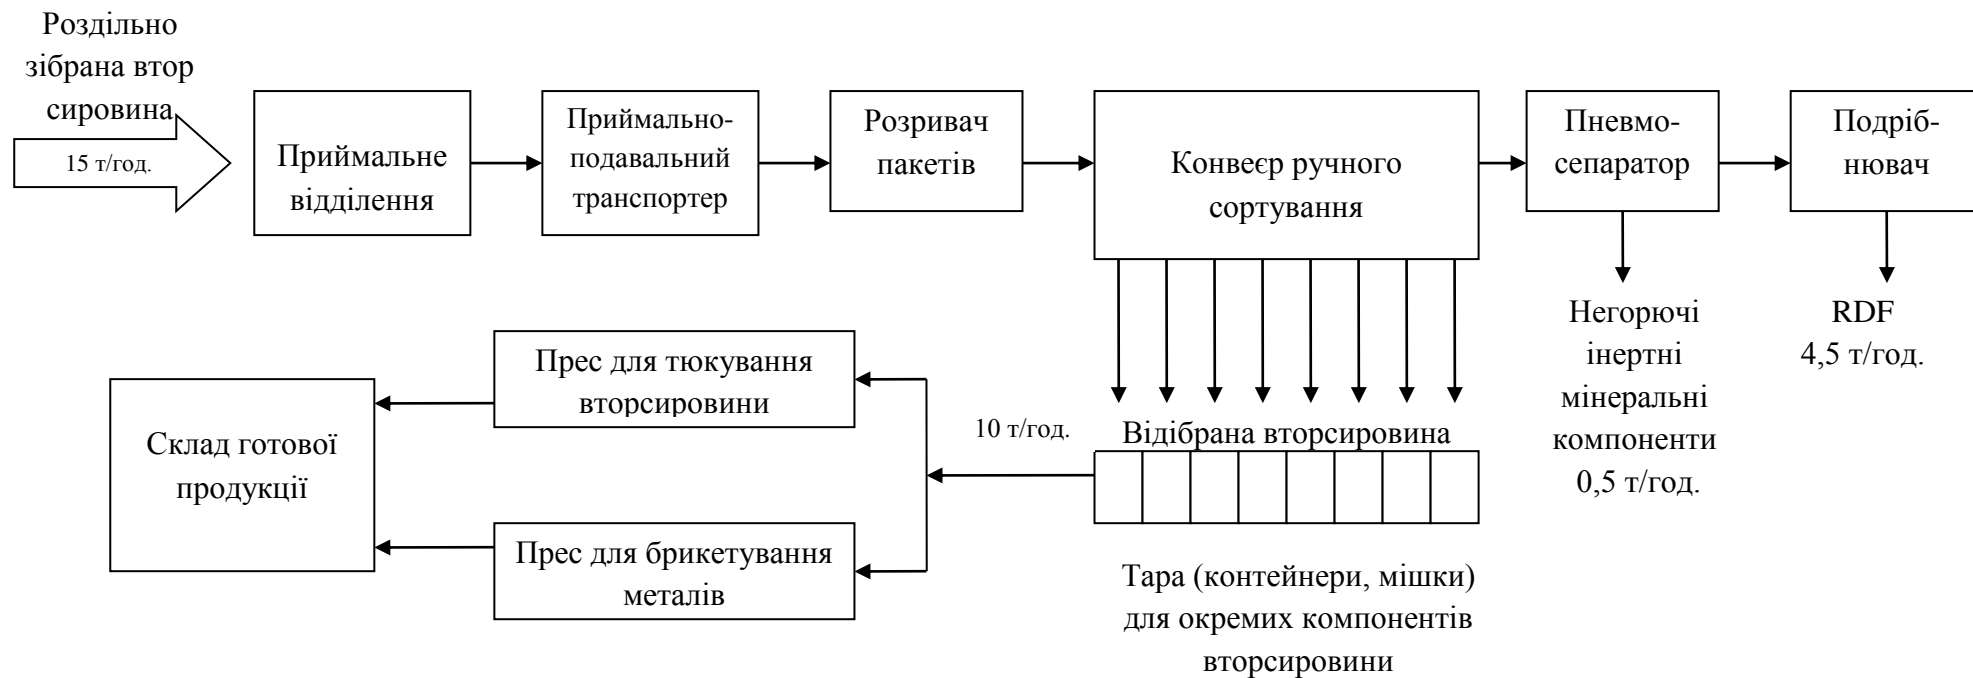 Роздільно
зібрана втор
сировина
15 т/год.
Приймальне
відділення
Приймально-
подавальний
транспортер
Розривач
пакетів
Конвеєр ручного
сортування
Пневмо-
сепаратор
Подріб-
нювач
Негорючі
інертні
мінеральні
компоненти
0,5 т/год.
RDF
4,5 т/год.
Відібрана вторсировина
10 т/год.
Тара (контейнери, мішки)
для окремих компонентів
вторсировини
Прес для тюкування
вторсировини
Прес для брикетування
металів
Склад готової
продукції